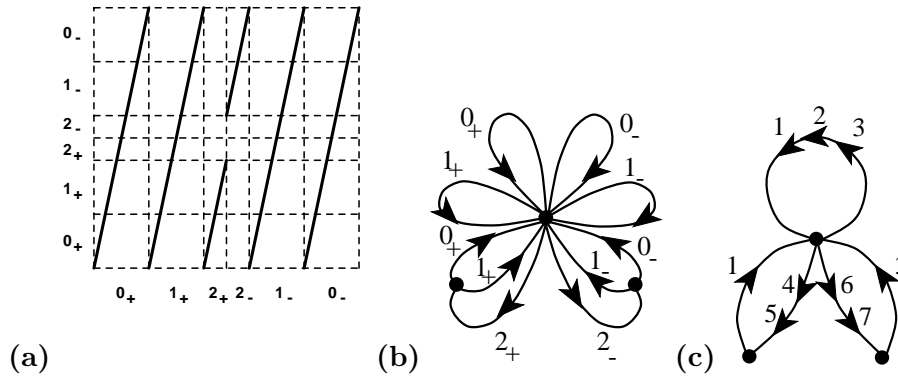 0₋
1₋
2₋
2₊
1₊
0₊
0₊ 1₊ 2₊ 2₋ 1₋ 0₋
(a)
0₊ 0₋
1₊ 1₋
0₊ 0₋
1₊ 1₋
2₊ 2₋
(b)
1 2 3
1
4 6
5 7
(c)